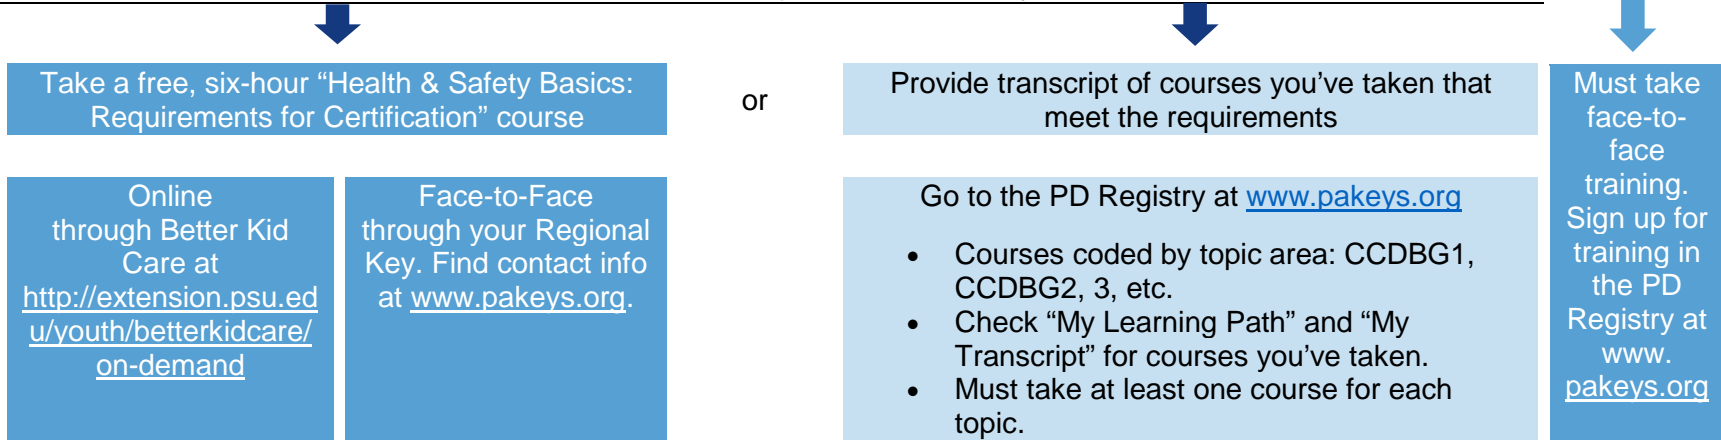 Take a free, six-hour “Health & Safety Basics:
Requirements for Certification” course
or
Provide transcript of courses you’ve taken that
meet the requirements
Online
through Better Kid
Care at
http://extension.psu.ed
u/youth/betterkidcare/
on-demand
Face-to-Face
through your Regional
Key. Find contact info
at www.pakeys.org.
Go to the PD Registry at www.pakeys.org
• Courses coded by topic area: CCDBG1,
CCDBG2, 3, etc.
• Check “My Learning Path” and “My
Transcript” for courses you’ve taken.
• Must take at least one course for each
topic.
Must take
face-to-
face
training.
Sign up for
training in
the PD
Registry at
www.
pakeys.org